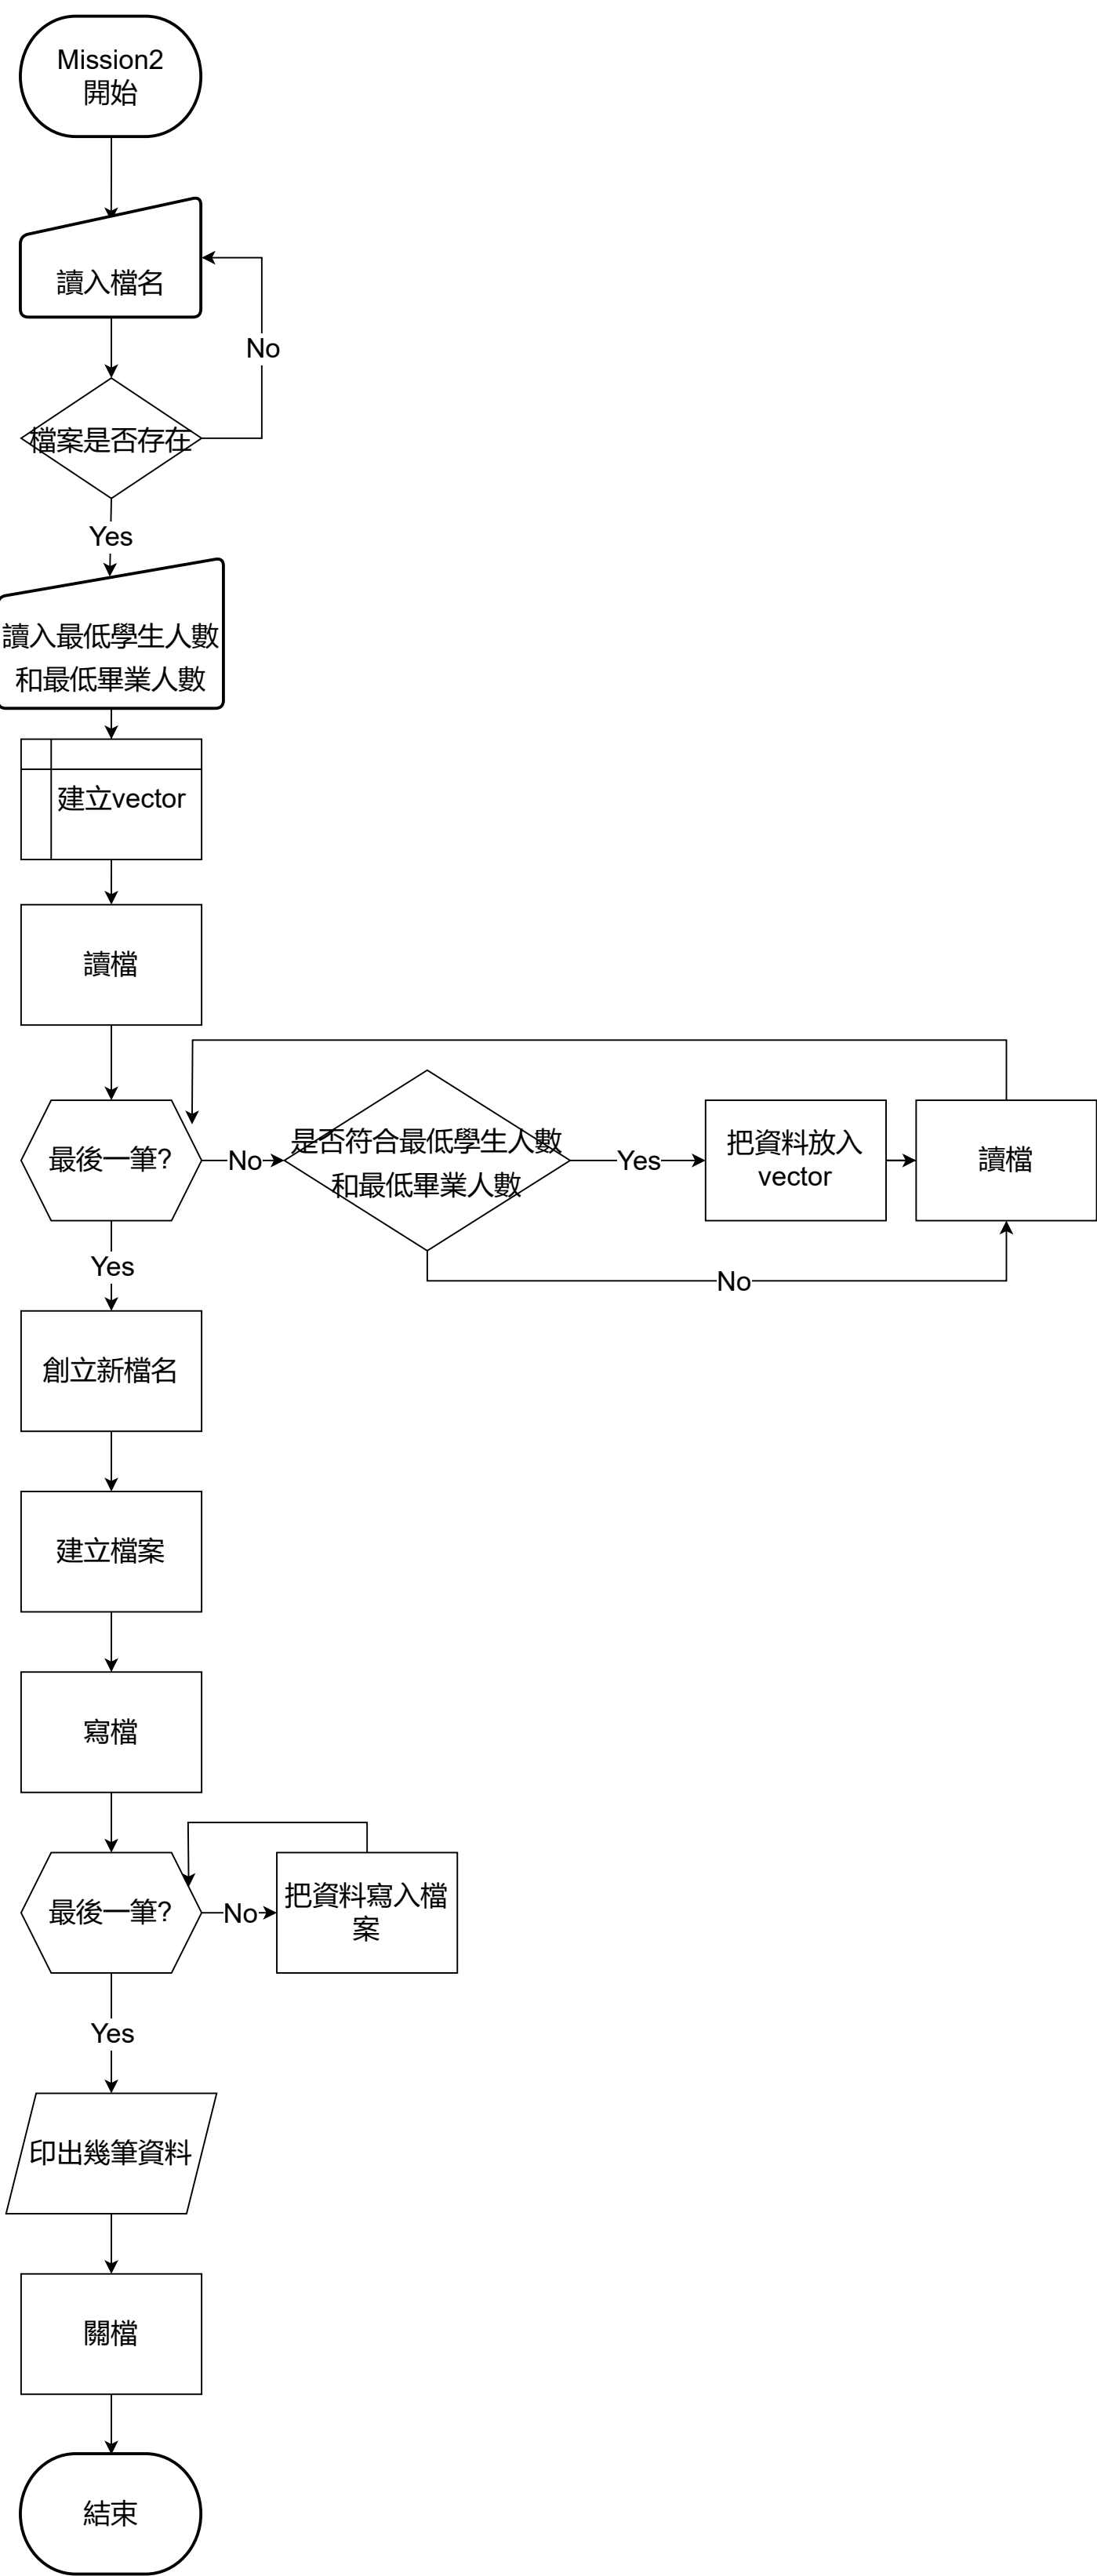 Mission2
開始
讀入檔名
No
檔案是否存在
Yes
讀入最低學生人數
和最低畢業人數
建立vector
讀檔
最後一筆?
No
是否符合最低學生人數
和最低畢業人數
Yes
把資料放入
vector
讀檔
No
Yes
創立新檔名
建立檔案
寫檔
最後一筆?
No
把資料寫入檔
案
Yes
印出幾筆資料
關檔
結束